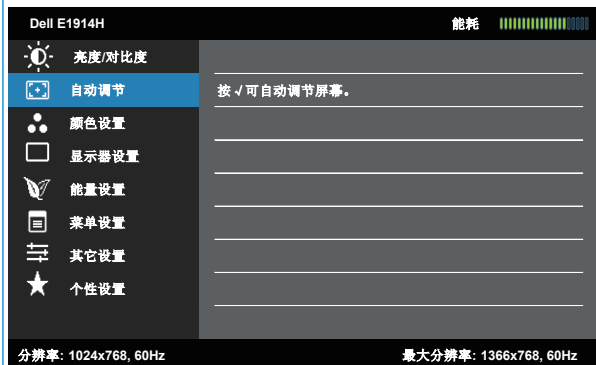 Dell E1914H 能耗
亮度/对比度
自动调节 按 √ 可自动调节屏幕。
颜色设置
显示器设置
能量设置
菜单设置
其它设置
个性设置
分辨率: 1024x768, 60Hz 最大分辨率: 1366x768, 60Hz